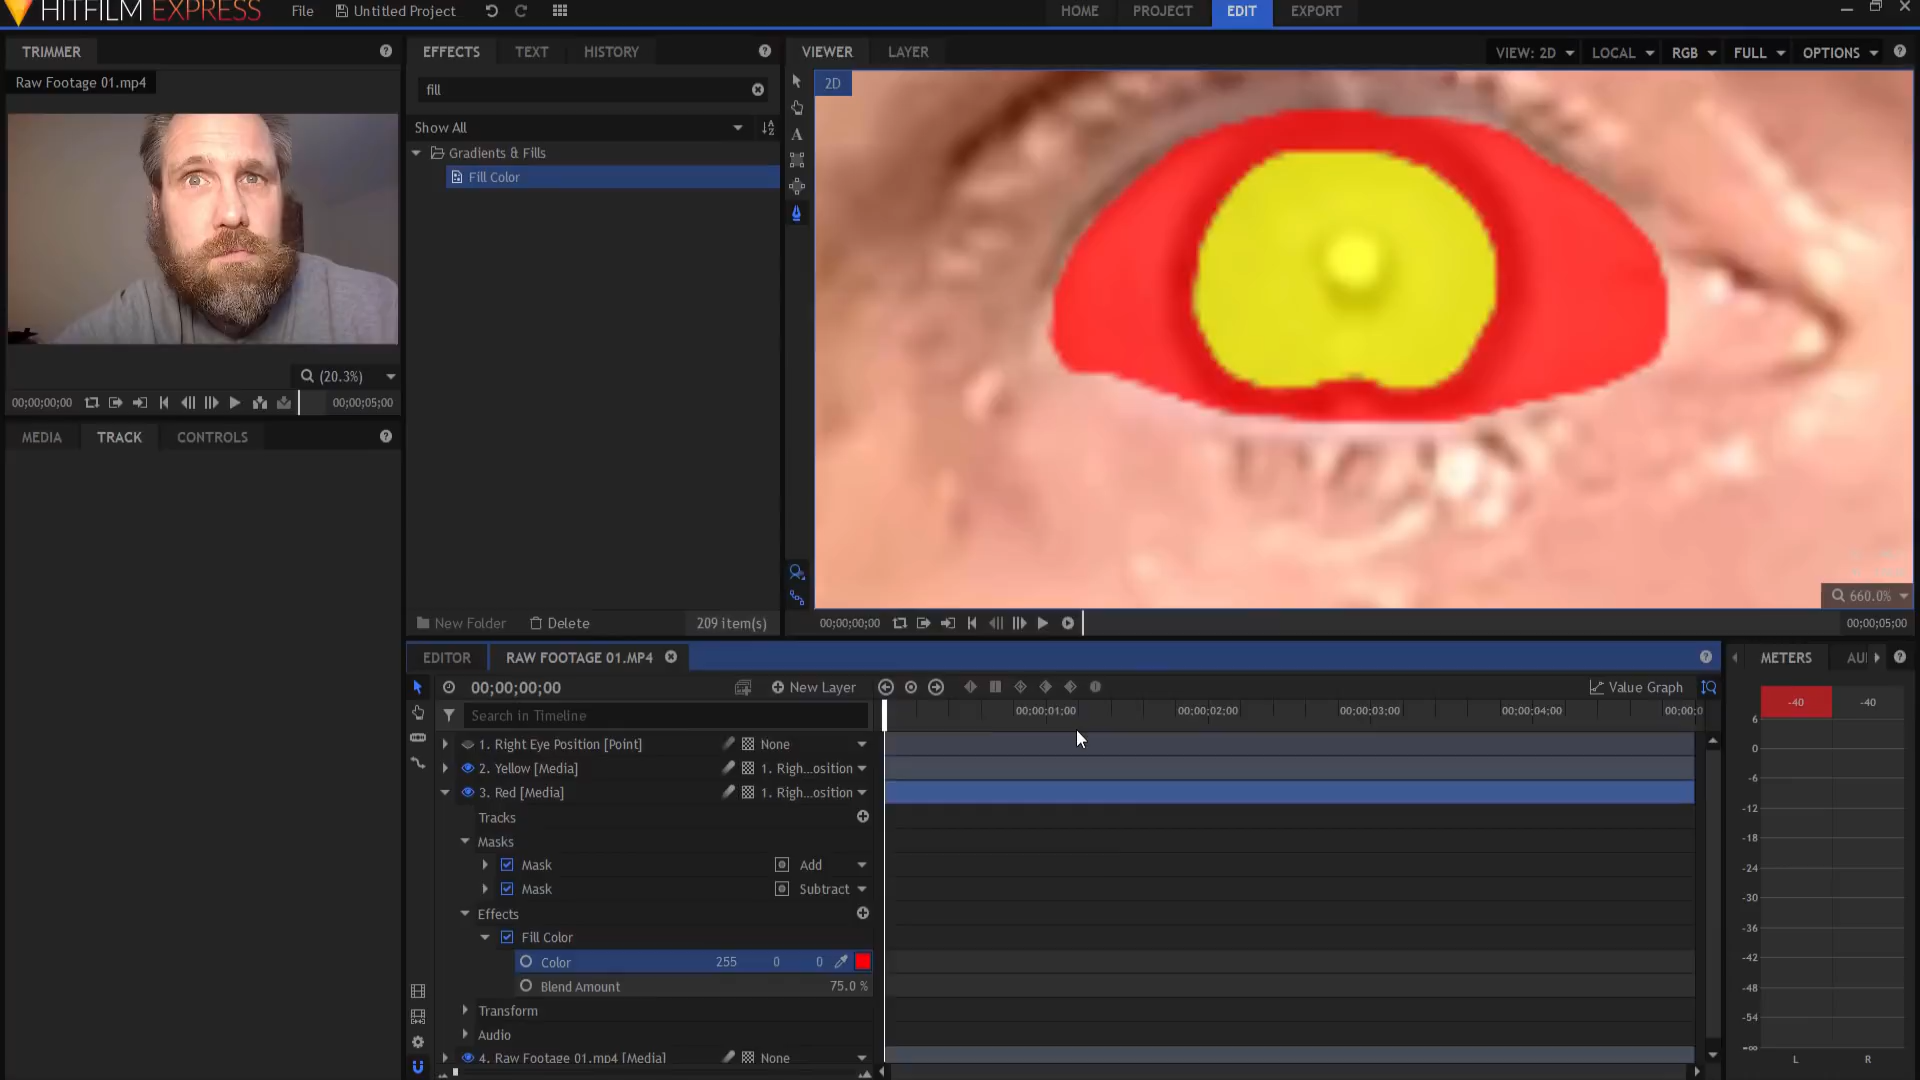 HITFILM EXPRESS
File
Untitled Project
HOME
PROJECT
EDIT
EXPORT
TRIMMER
Raw Footage 01.mp4
(20.3%)
00;00;00;00
00;00;05;00
MEDIA
TRACK
CONTROLS
EFFECTS
TEXT
HISTORY
fill
Show All
Gradients & Fills
Fill Color
New Folder
Delete
209 item(s)
VIEWER
LAYER
VIEW: 2D
LOCAL
RGB
FULL
OPTIONS
2D
660.0%
00;00;00;00
00;00;05;00
EDITOR
RAW FOOTAGE 01.MP4
00;00;00;00
New Layer
Value Graph
Search in Timeline
00;00;01;00
00;00;02;00
00;00;03;00
00;00;04;00
00;00;0
1. Right Eye Position [Point]
None
2. Yellow [Media]
1. Righ...osition
3. Red [Media]
1. Righ...osition
Tracks
Masks
Mask
Add
Mask
Subtract
Effects
Fill Color
Color
255
0
0
Blend Amount
75.0 %
Transform
Audio
4. Raw Footage 01.mp4 [Media]
None
METERS
AU
-40
-40
6
0
-6
-12
-18
-24
-30
-36
-42
-48
-54
-∞
L
R